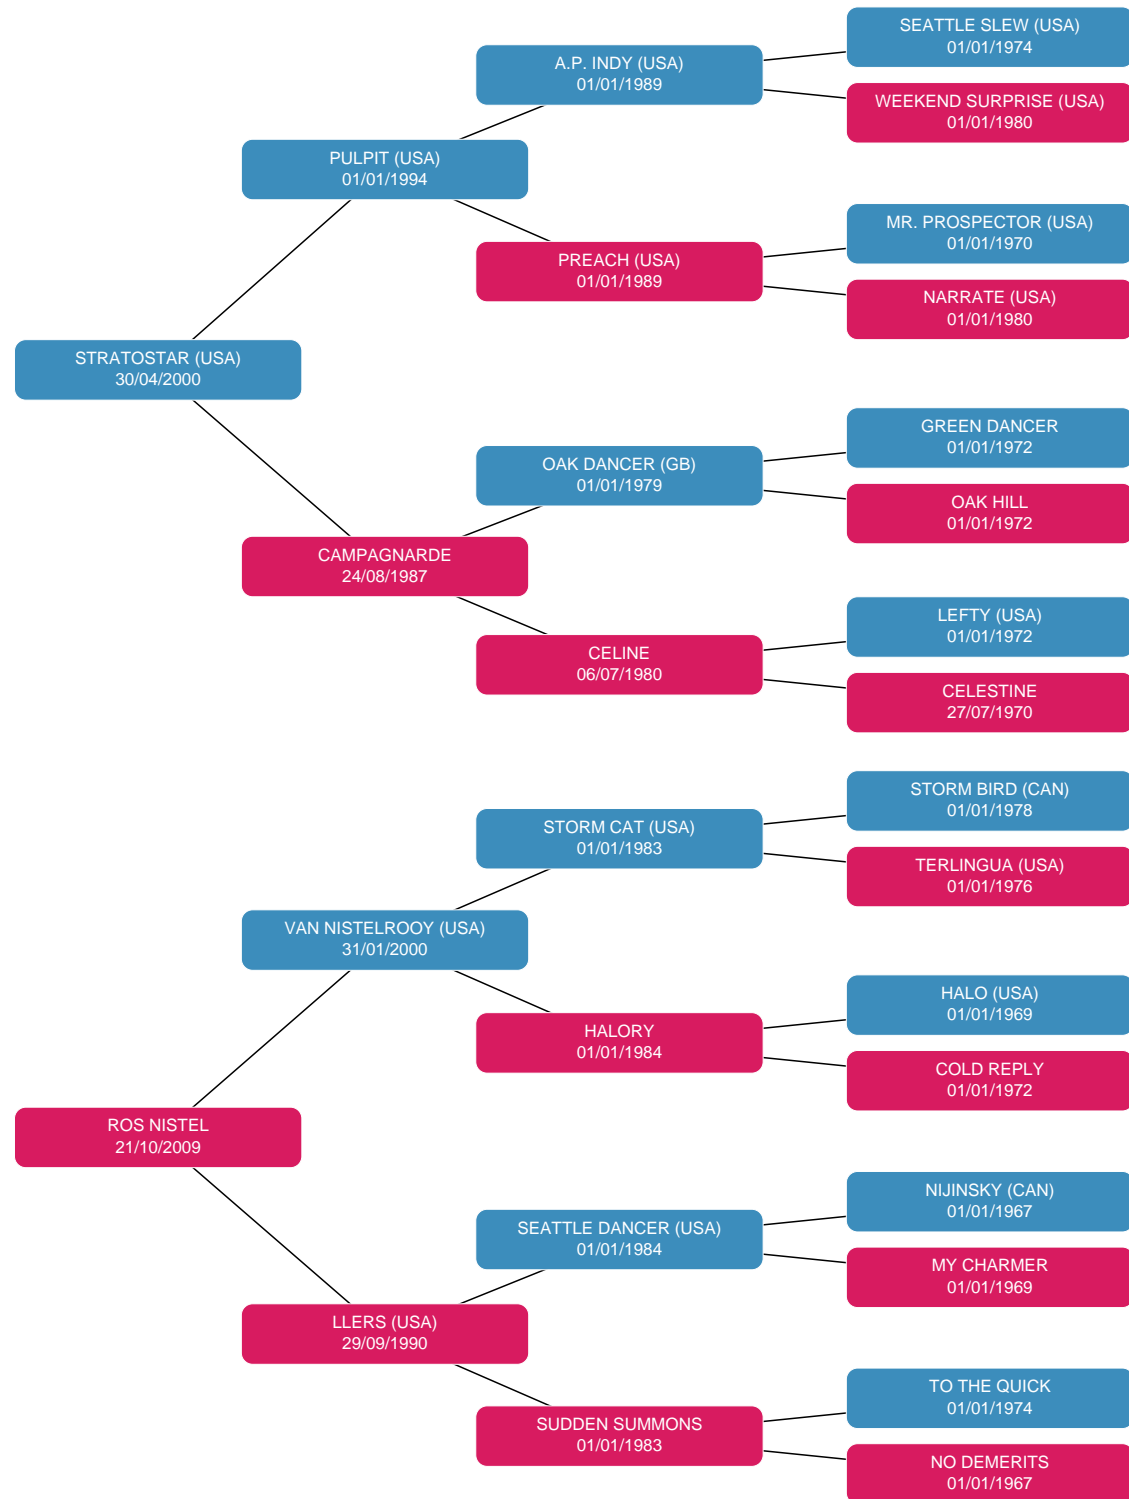 SEATTLE SLEW (USA)
01/01/1974
A.P. INDY (USA)
01/01/1989
WEEKEND SURPRISE (USA)
01/01/1980
PULPIT (USA)
01/01/1994
MR. PROSPECTOR (USA)
01/01/1970
PREACH (USA)
01/01/1989
NARRATE (USA)
01/01/1980
STRATOSTAR (USA)
30/04/2000
GREEN DANCER
01/01/1972
OAK DANCER (GB)
01/01/1979
OAK HILL
01/01/1972
CAMPAGNARDE
24/08/1987
LEFTY (USA)
01/01/1972
CELINE
06/07/1980
CELESTINE
27/07/1970
STORM BIRD (CAN)
01/01/1978
STORM CAT (USA)
01/01/1983
TERLINGUA (USA)
01/01/1976
VAN NISTELROOY (USA)
31/01/2000
HALO (USA)
01/01/1969
HALORY
01/01/1984
COLD REPLY
01/01/1972
ROS NISTEL
21/10/2009
NIJINSKY (CAN)
01/01/1967
SEATTLE DANCER (USA)
01/01/1984
MY CHARMER
01/01/1969
LLERS (USA)
29/09/1990
TO THE QUICK
01/01/1974
SUDDEN SUMMONS
01/01/1983
NO DEMERITS
01/01/1967